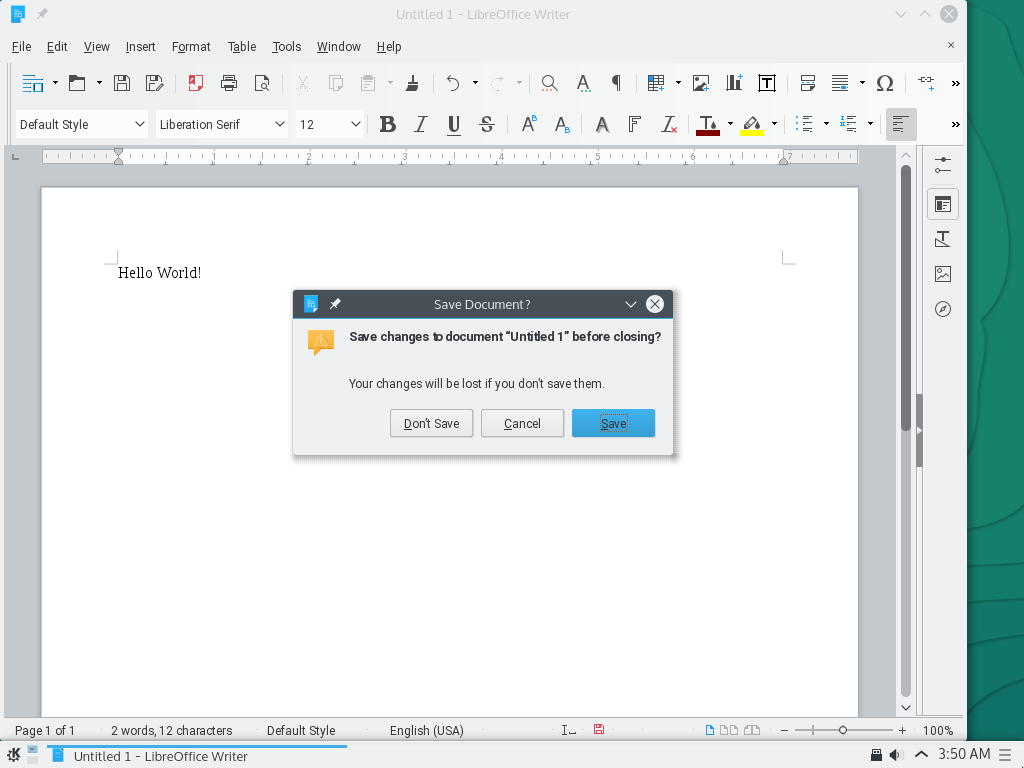 Untitled 1 - LibreOffice Writer
File Edit View Insert Format Table Tools Window Help
Default Style Liberation Serif 12
1 1 2 3 4 5 6 7
Hello World!
Save Document?
Save changes to document “Untitled 1” before closing?
Your changes will be lost if you don’t save them.
Don’t Save Cancel Save
Page 1 of 1 2 words, 12 characters Default Style English (USA) 100%
Untitled 1 - LibreOffice Writer 3:50 AM